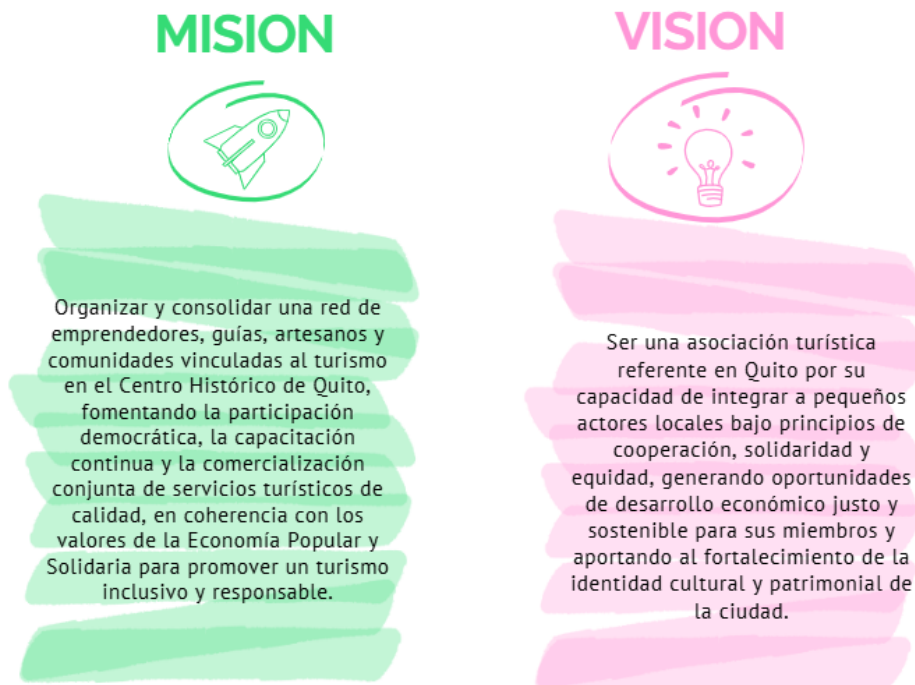 MISION
Organizar y consolidar una red de
emprendedores, guías, artesanos y
comunidades vinculadas al turismo
en el Centro Histórico de Quito,
fomentando la participación
democrática, la capacitación
continua y la comercialización
conjunta de servicios turísticos de
calidad, en coherencia con los
valores de la Economía Popular y
Solidaria para promover un turismo
inclusivo y responsable.
VISION
Ser una asociación turística
referente en Quito por su
capacidad de integrar a pequeños
actores locales bajo principios de
cooperación, solidaridad y
equidad, generando oportunidades
de desarrollo económico justo y
sostenible para sus miembros y
aportando al fortalecimiento de la
identidad cultural y patrimonial de
la ciudad.